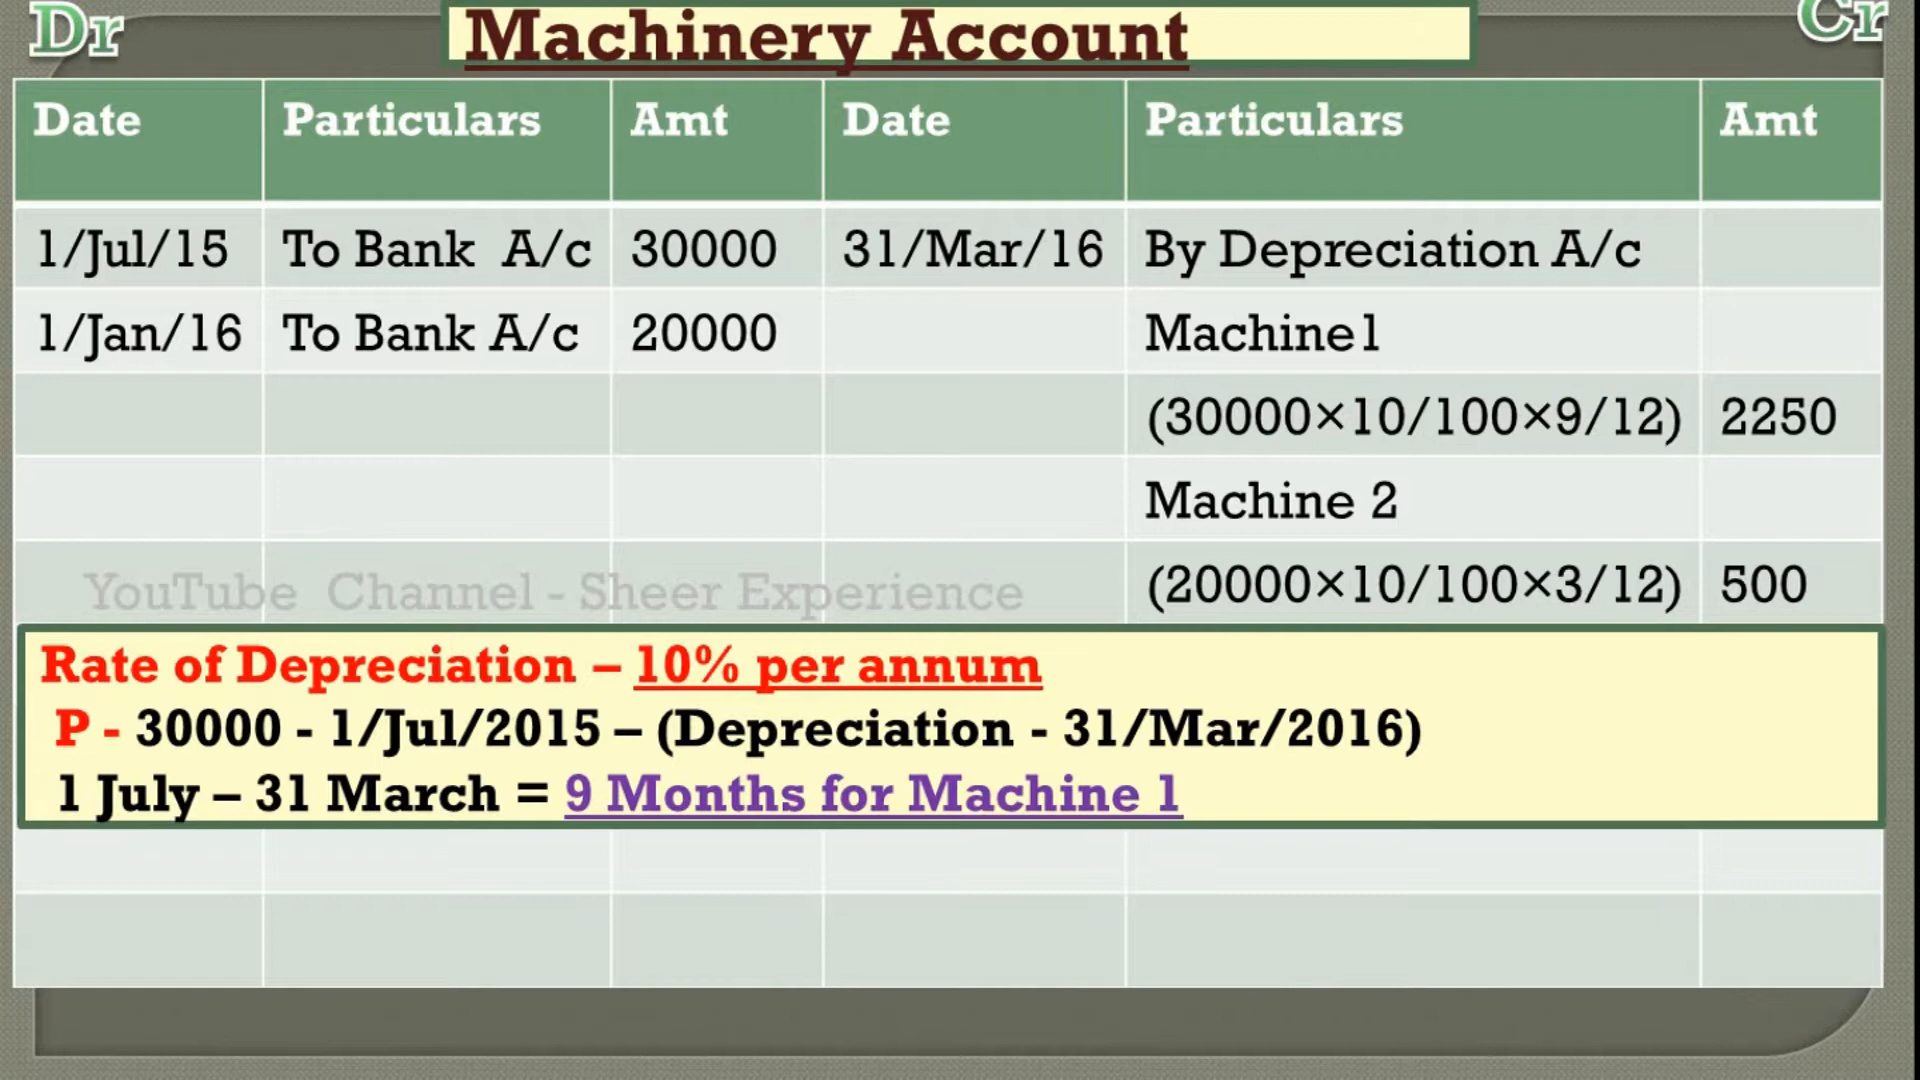 Dr Machinery Account Cr
Date Particulars Amt Date Particulars Amt
1/Jul/15 To Bank A/c 30000 31/Mar/16 By Depreciation A/c
1/Jan/16 To Bank A/c 20000 Machine1
(30000×10/100×9/12) 2250
Machine 2
YouTube Channel - Sheer Experience (20000×10/100×3/12) 500
Rate of Depreciation – 10% per annum
P - 30000 - 1/Jul/2015 – (Depreciation - 31/Mar/2016)
1 July – 31 March = 9 Months for Machine 1